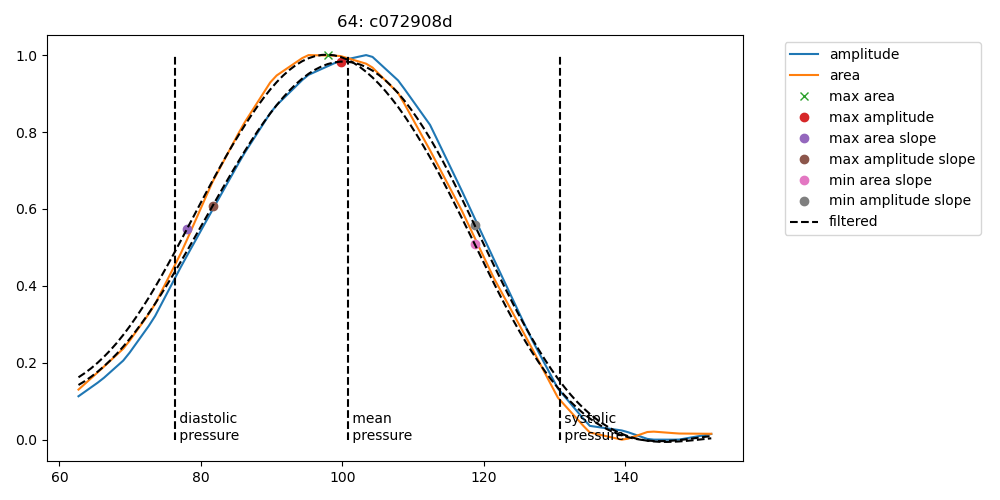 64: c072908d
1.0
0.8
0.6
0.4
0.2
0.0
60
80
100
120
140
diastolic
pressure
mean
pressure
systolic
pressure
amplitude
area
max area
max amplitude
max area slope
max amplitude slope
min area slope
min amplitude slope
filtered